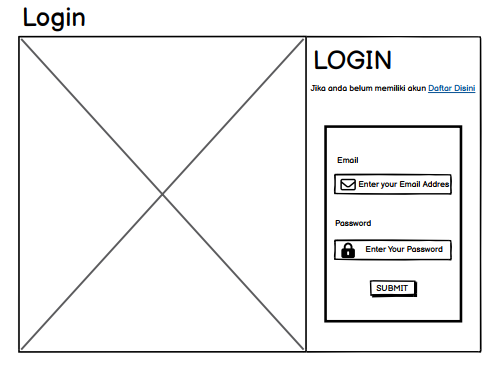 Login
LOGIN
Jika anda belum memiliki akun Daftar Disini
Email
Enter your Email Addres
Password
Enter Your Password
SUBMIT